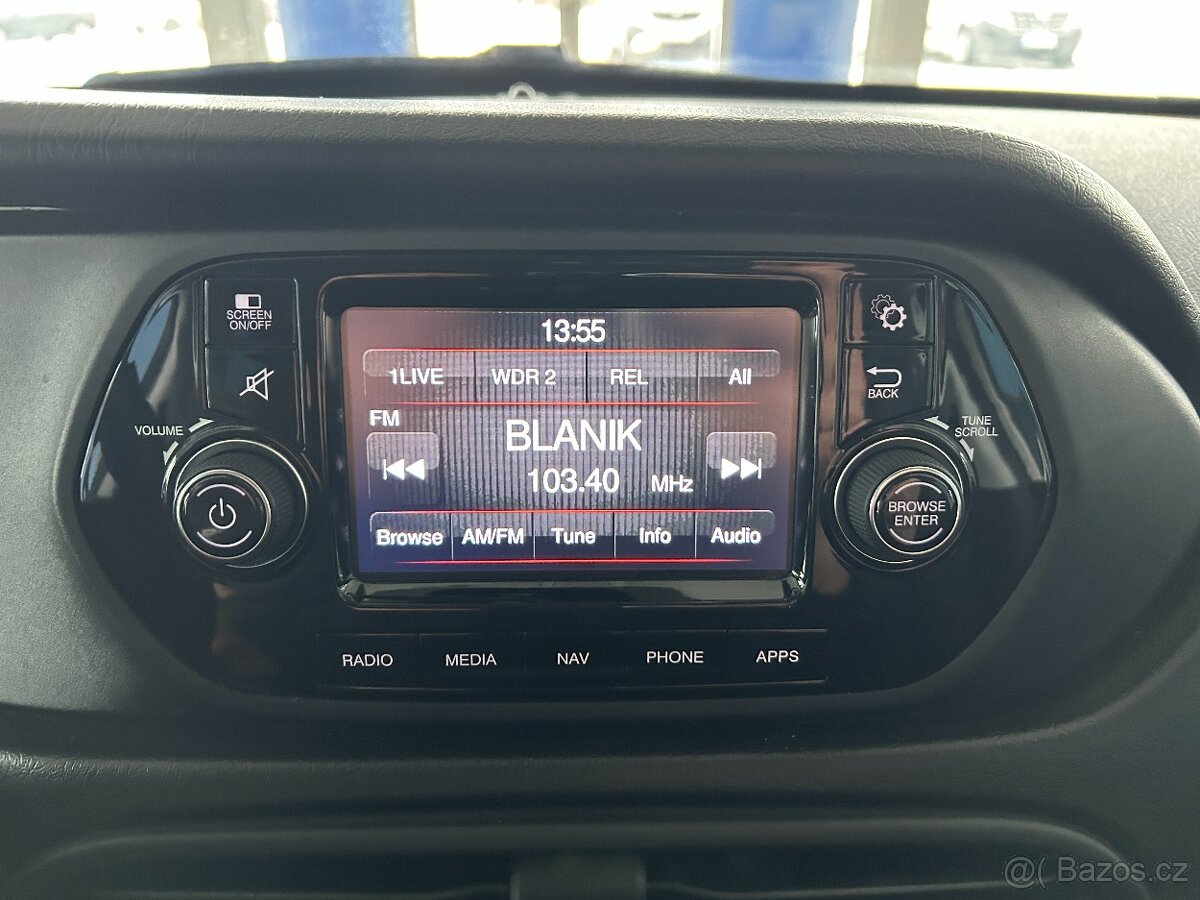 SCREEN
ON/OFF
VOLUME
13:55
1LIVE WDR 2 REL All
FM
BLANIK
103.40 MHz
Browse AM/FM Tune Info Audio
BACK
TUNE
SCROLL
BROWSE
ENTER
RADIO MEDIA NAV PHONE APPS
@( Bazos.cz